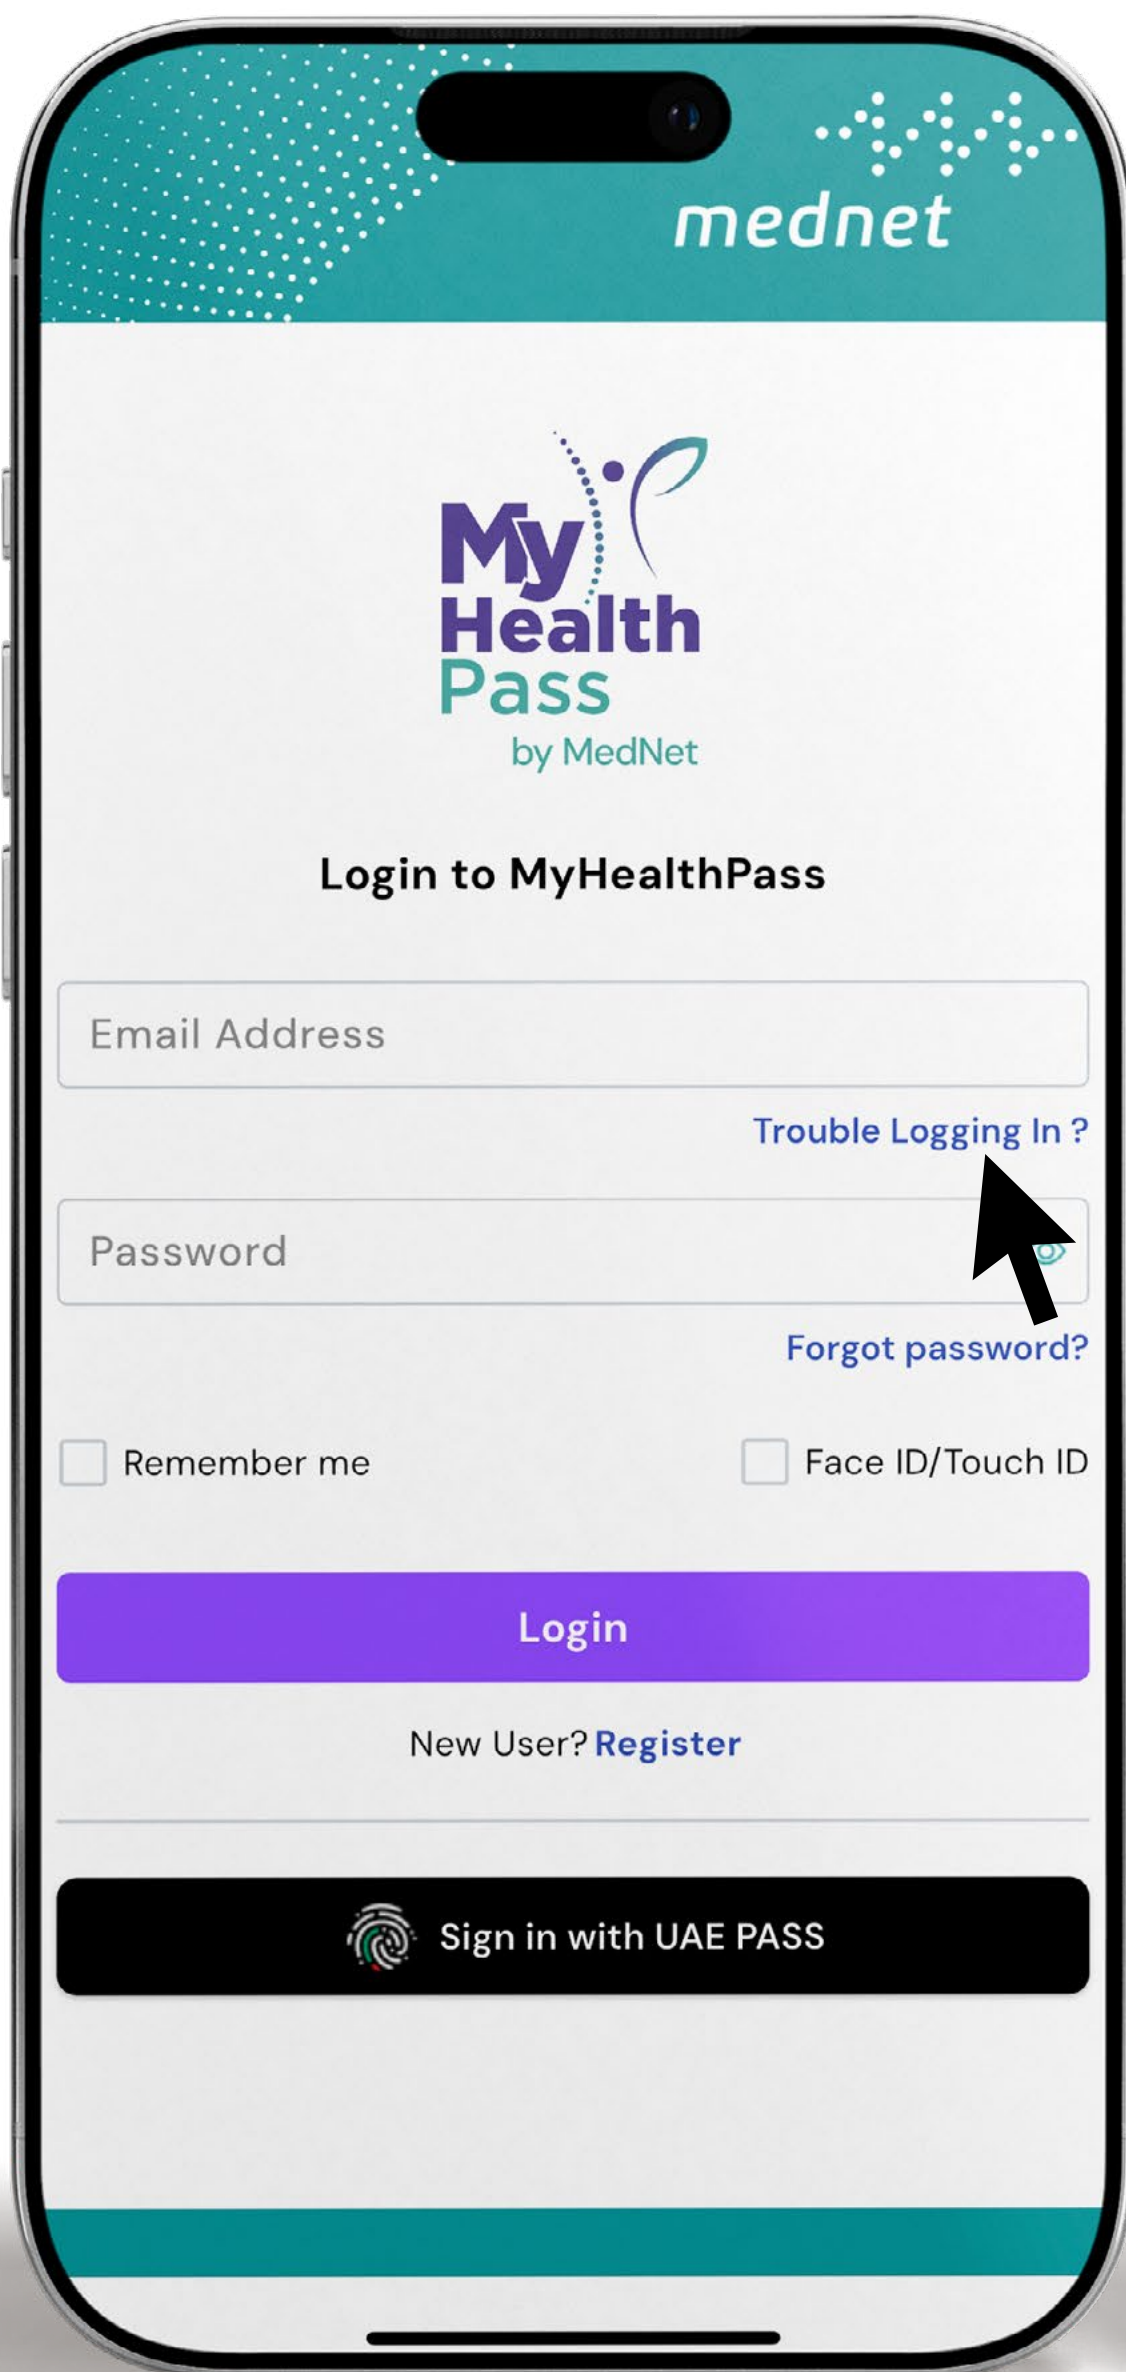 mednet
My
Health
Pass
by MedNet
Login to MyHealthPass
Email Address
Trouble Logging In ?
Password
Forgot password?
Remember me
Face ID/Touch ID
Login
New User? Register
Sign in with UAE PASS